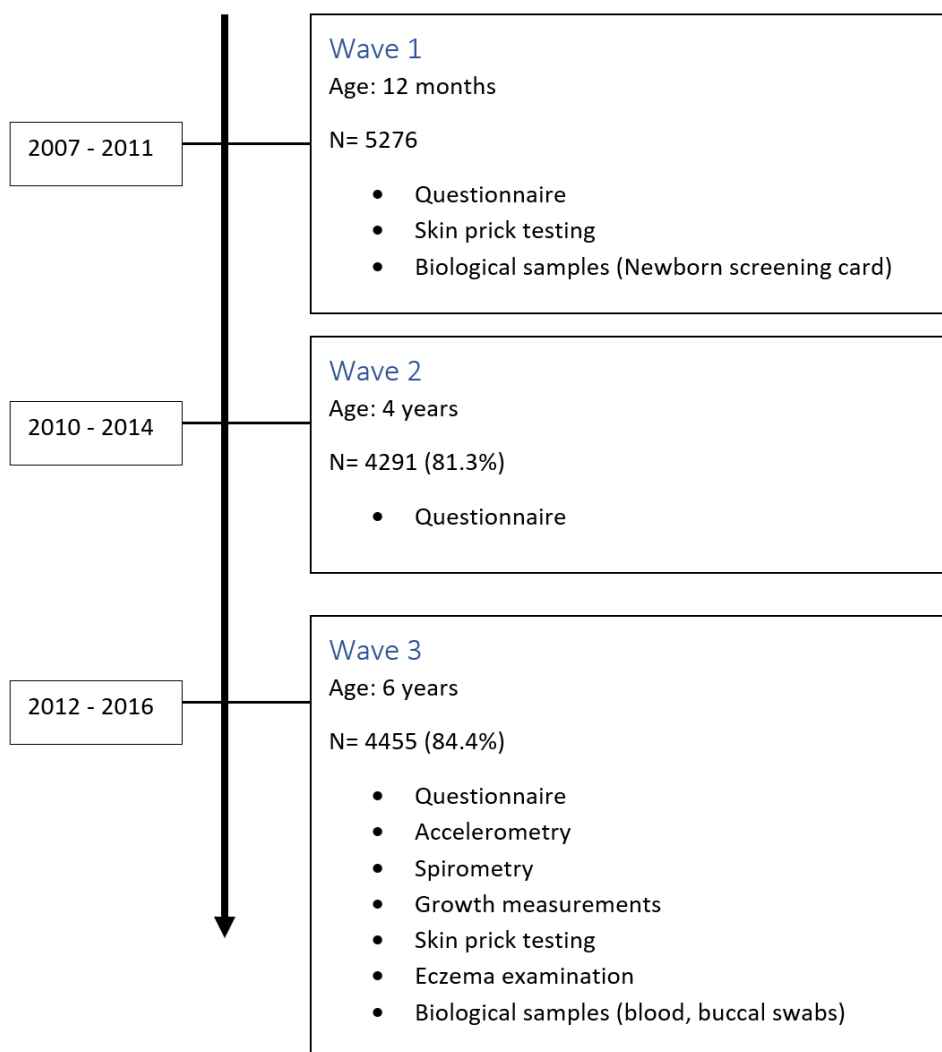 2007 - 2011
Wave 1
Age: 12 months
N= 5276
• Questionnaire
• Skin prick testing
• Biological samples (Newborn screening card)
2010 - 2014
Wave 2
Age: 4 years
N= 4291 (81.3%)
• Questionnaire
2012 - 2016
Wave 3
Age: 6 years
N= 4455 (84.4%)
• Questionnaire
• Accelerometry
• Spirometry
• Growth measurements
• Skin prick testing
• Eczema examination
• Biological samples (blood, buccal swabs)